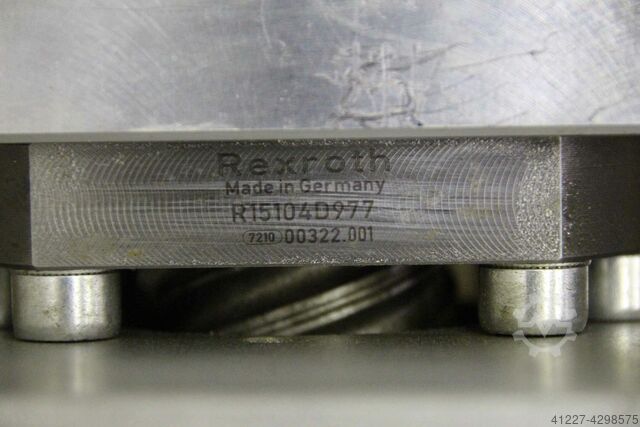 Rexroth
Made in Germany
R15104D977
7210 00322.001
41227-4298575